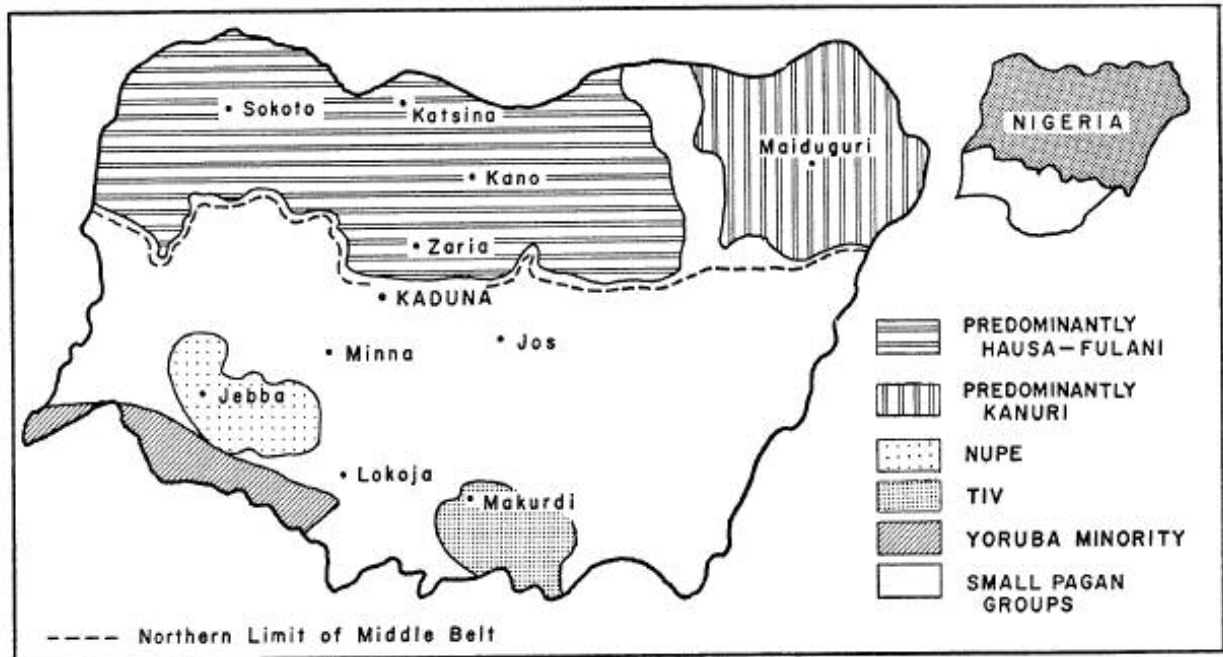 Sokoto
Katsina
Kano
Zaria
KADUNA
Maiduguri
NIGERIA
Minna
Jos
Jebba
Lokoja
Makurdi
PREDOMINANTLY
HAUSA—FULANI
PREDOMINANTLY
KANURI
NUPE
TIV
YORUBA MINORITY
SMALL PAGAN
GROUPS
---- Northern Limit of Middle Belt